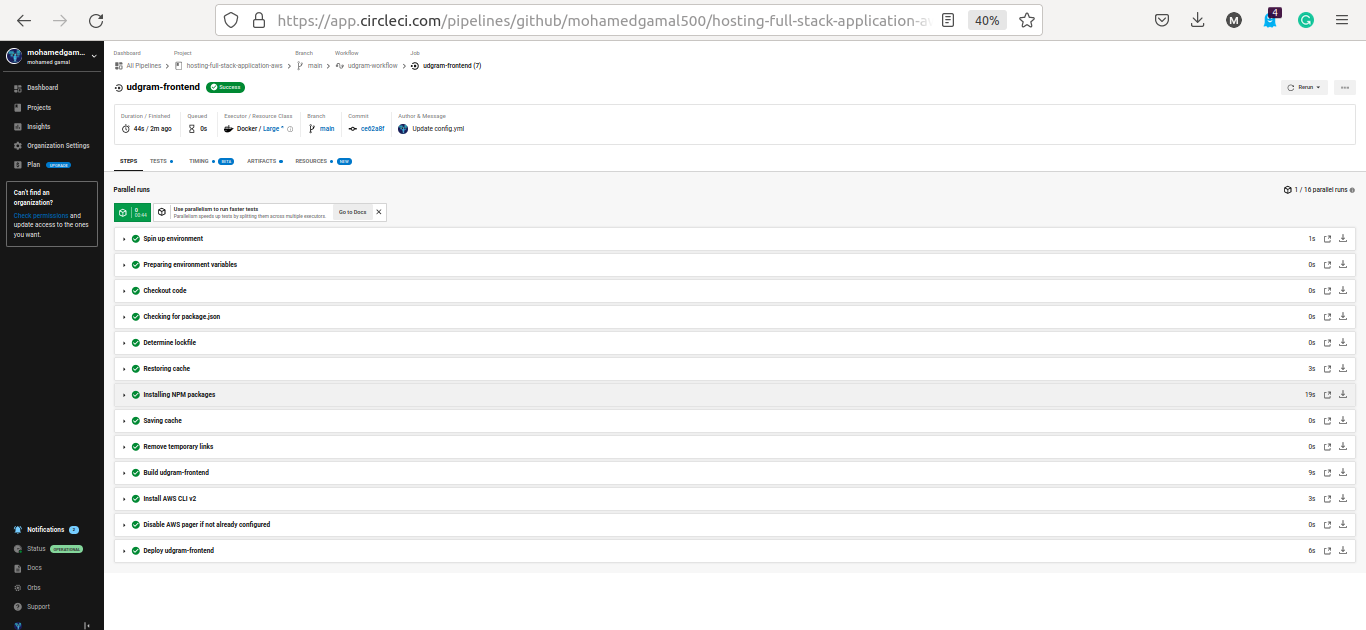 https://app.circleci.com/pipelines/github/mohamedgamal500/hosting-full-stack-application-a
40%
M
4
mohamedgam...
mohamed gamal
Dashboard
Projects
Insights
Organization Settings
Plan UPGRADE
Can't find an
organization?
Check permissions and
update access to the ones
you want.
Notifications 2
Status OPERATIONAL
Docs
Orbs
Support
Dashboard Project Branch Workflow Job
All Pipelines hosting-full-stack-application-aws main udgram-workflow udgram-frontend (7)
udgram-frontend Success
Rerun
Duration / Finished Queued Executor / Resource Class Branch Commit Author & Message
44s / 2m ago 0s Docker / Large main ce62a8f Update config.yml
STEPS TESTS TIMING BETA ARTIFACTS RESOURCES NEW
Parallel runs
1 / 16 parallel runs
0
00:44
Use parallelism to run faster tests
Parallelism speeds up tests by splitting them across multiple executors.
Go to Docs
Spin up environment 1s
Preparing environment variables 0s
Checkout code 0s
Checking for package.json 0s
Determine lockfile 0s
Restoring cache 3s
Installing NPM packages 19s
Saving cache 0s
Remove temporary links 0s
Build udgram-frontend 9s
Install AWS CLI v2 3s
Disable AWS pager if not already configured 0s
Deploy udgram-frontend 6s